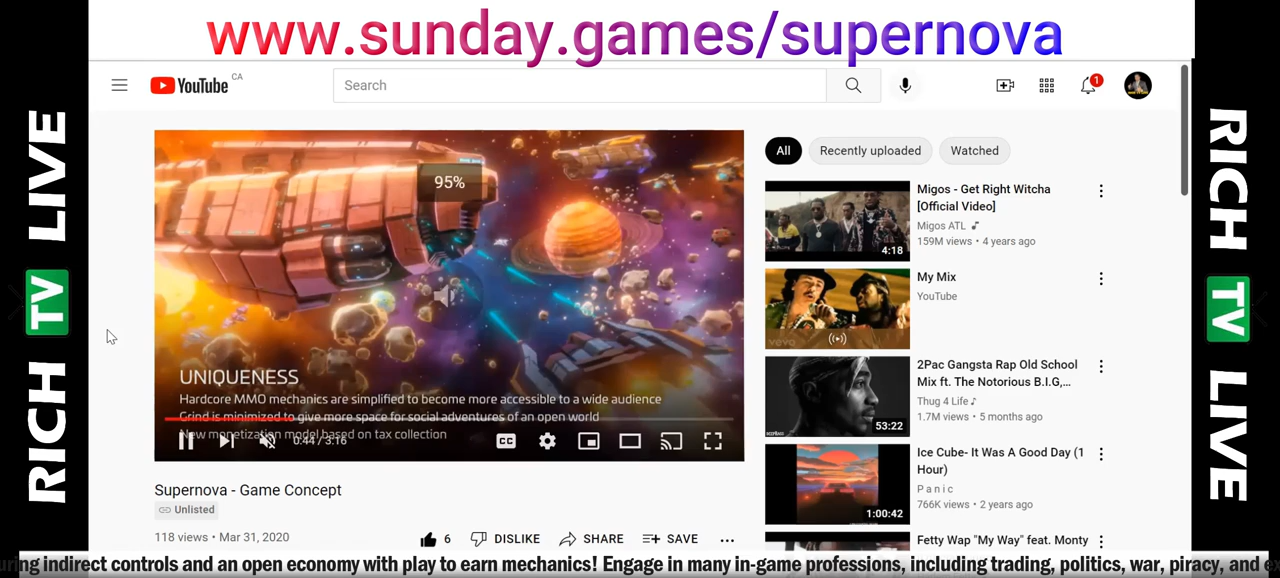 www.sunday.games/supernova
RICH TV LIVE
YouTube CA
Search
1
95%
UNIQUENESS
Hardcore MMO mechanics are simplified to become more accessible to a wide audience
Grind is minimized to give more space for social adventures of an open world
New monetization model based on tax collection
0:44 / 3:16
CC
Supernova - Game Concept
Unlisted
118 views • Mar 31, 2020
6
DISLIKE
SHARE
SAVE
All
Recently uploaded
Watched
Migos - Get Right Witcha
[Official Video]
Migos ATL
159M views • 4 years ago
4:18
My Mix
YouTube
vevo
2Pac Gangsta Rap Old School
Mix ft. The Notorious B.I.G,...
Thug 4 Life
1.7M views • 5 months ago
53:22
Ice Cube- It Was A Good Day (1
Hour)
P a n i c
766K views • 2 years ago
1:00:42
Fetty Wap "My Way" feat. Monty
RICH TV LIVE
indirect controls and an open economy with play to earn mechanics! Engage in many in-game professions, including trading, politics, war, piracy, and